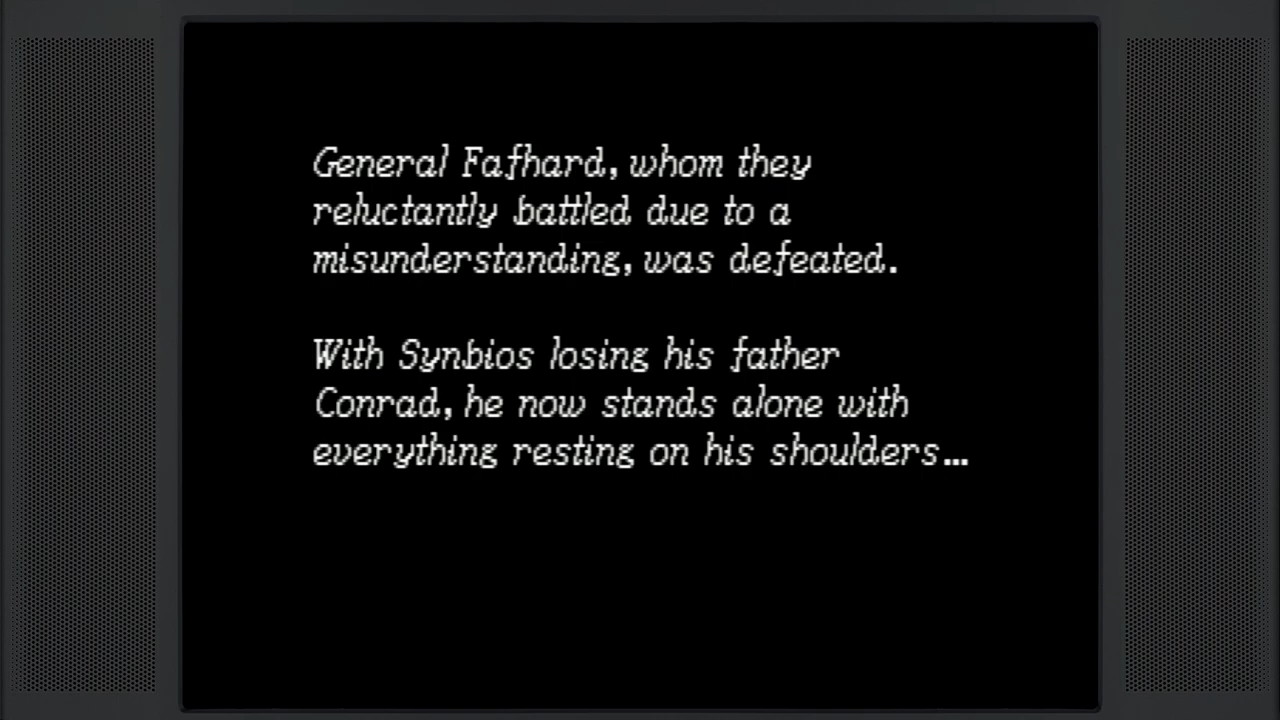 General Fafhard, whom they
reluctantly battled due to a
misunderstanding, was defeated.
With Synbios losing his father
Conrad, he now stands alone with
everything resting on his shoulders...